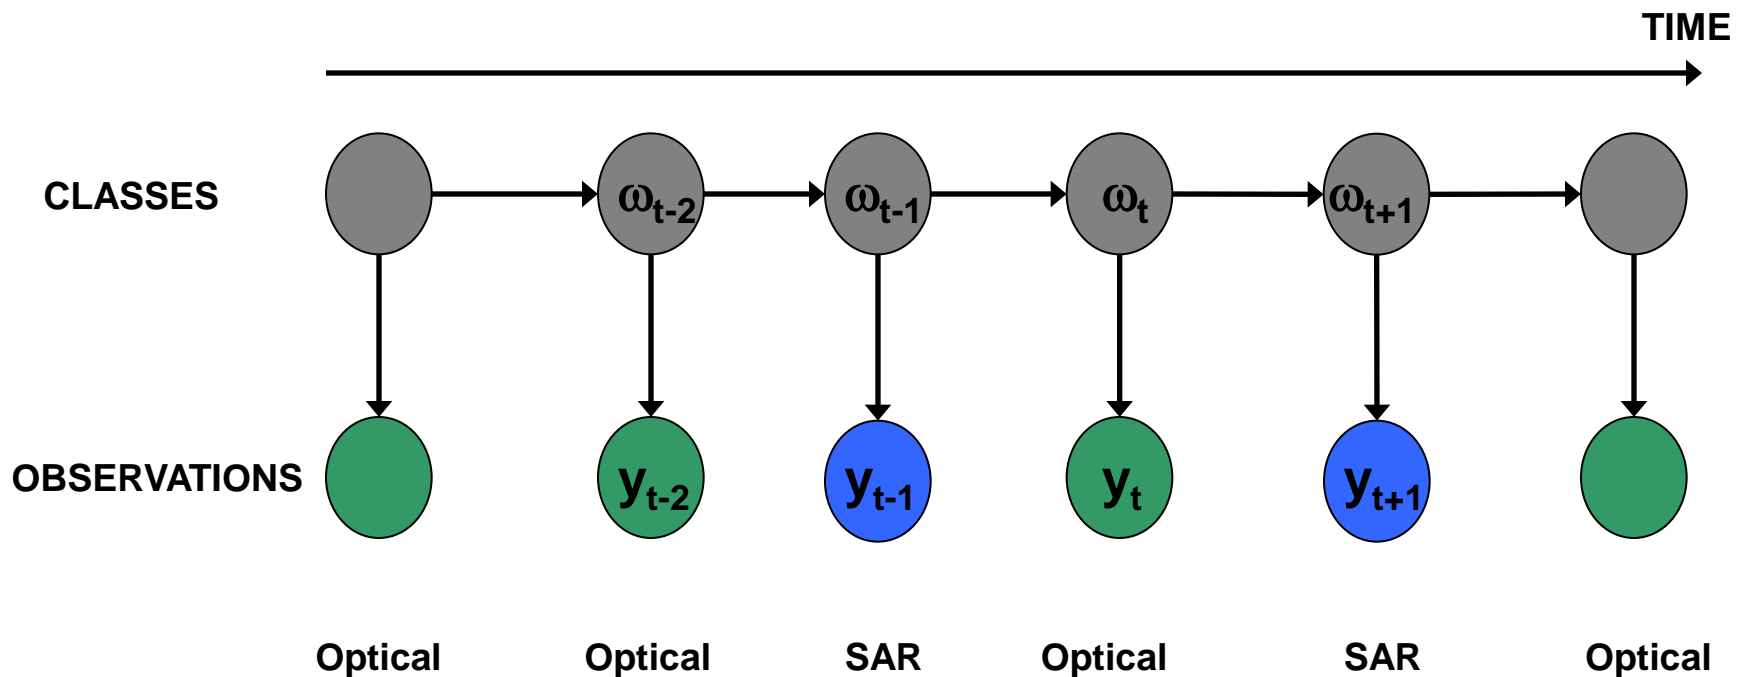 TIME
CLASSES ωt-2 ωt-1 ωt ωt+1
OBSERVATIONS yt-2 yt-1 yt yt+1
Optical Optical SAR Optical SAR Optical